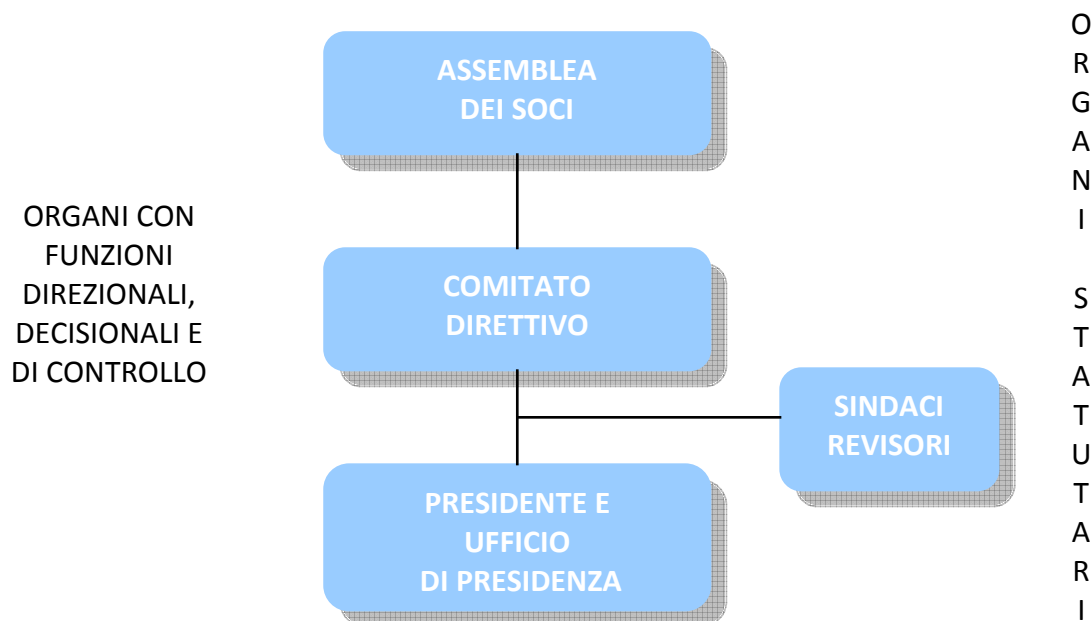 ASSEMBLEA
DEI SOCI
ORGANI CON
FUNZIONI
DIREZIONALI,
DECISIONALI E
DI CONTROLLO
COMITATO
DIRETTIVO
SINDACI
REVISORI
PRESIDENTE E
UFFICIO
DI PRESIDENZA
O
R
G
A
N
I
S
T
A
T
U
T
A
R
I